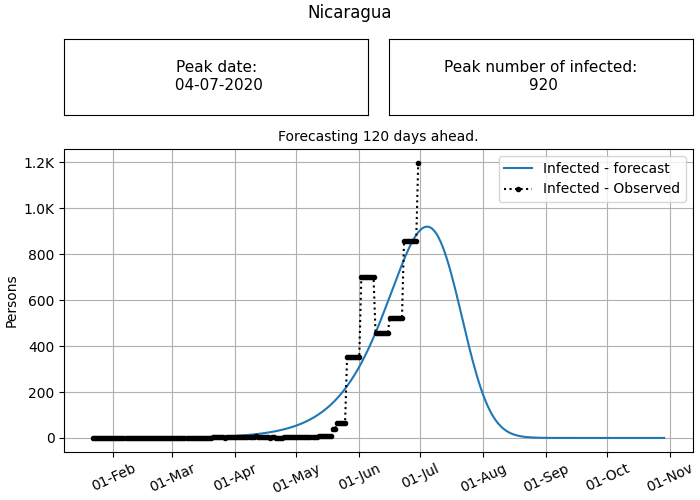 Nicaragua
Peak date:
04-07-2020
Peak number of infected:
920
Forecasting 120 days ahead.
Infected - forecast
Infected - Observed
Persons
1.2K
1.0K
800
600
400
200
0
01-Feb
01-Mar
01-Apr
01-May
01-Jun
01-Jul
01-Aug
01-Sep
01-Oct
01-Nov